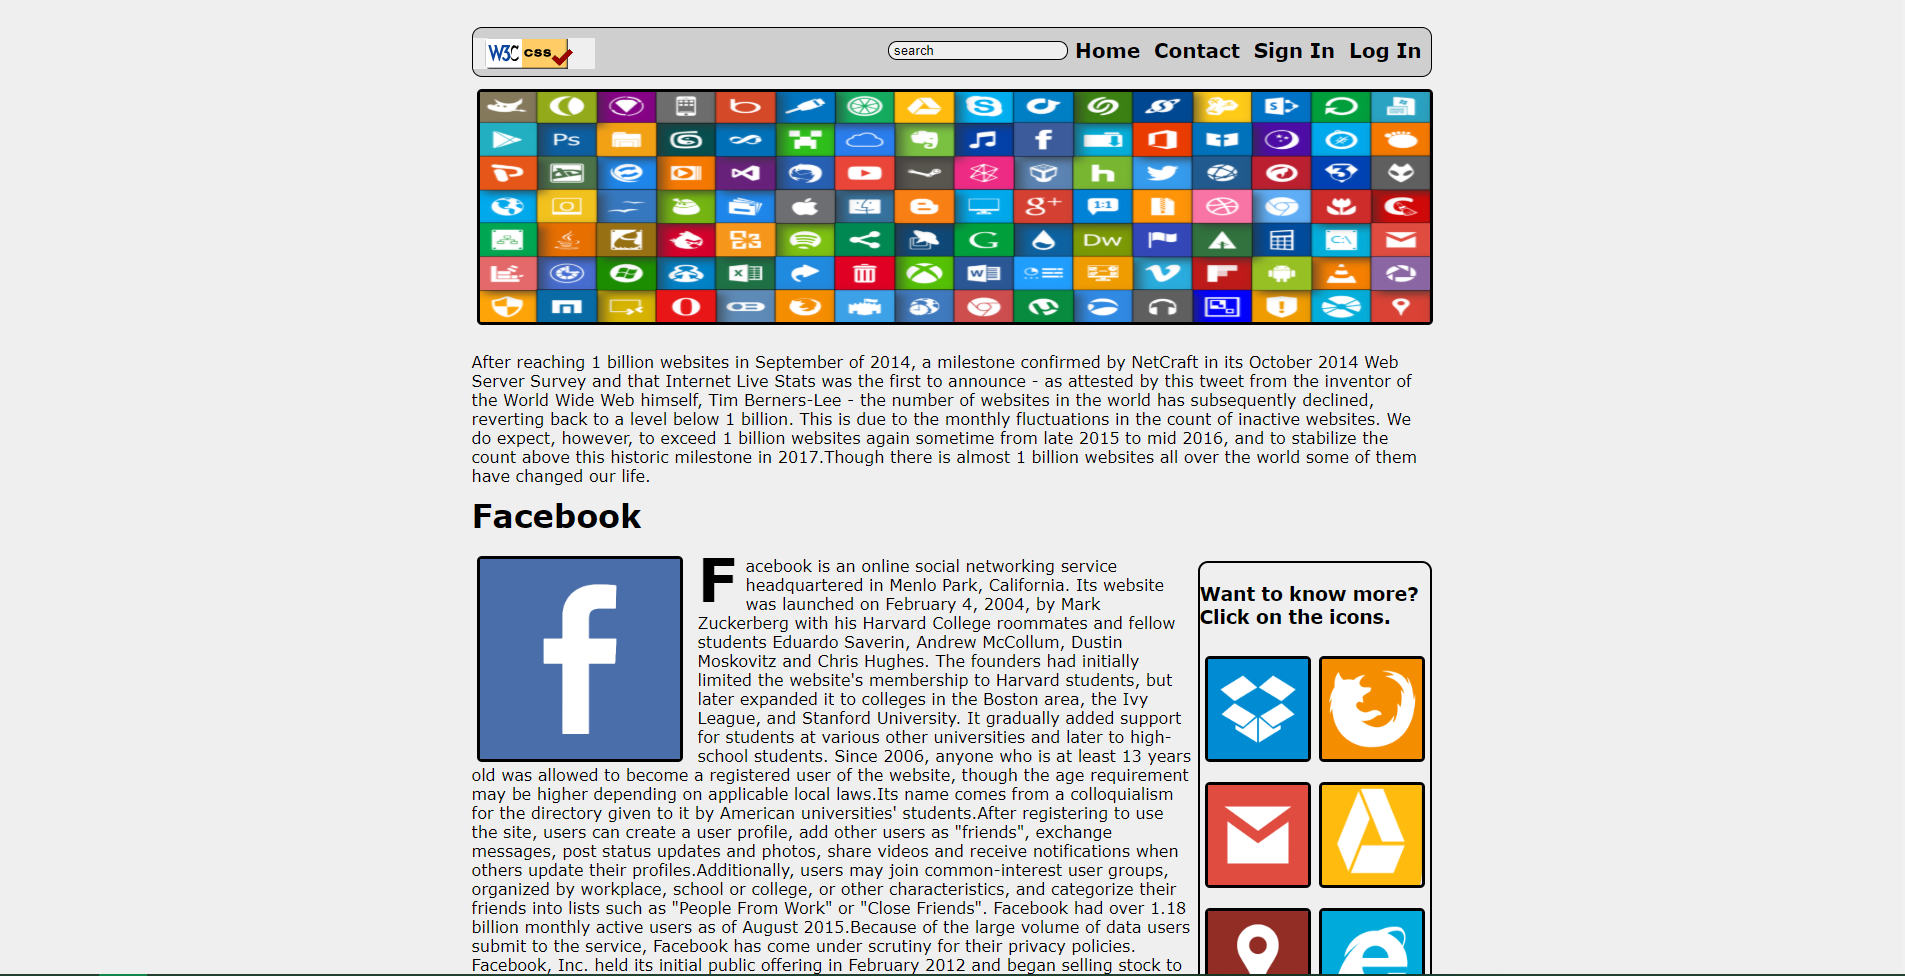 W3C css
search
Home Contact Sign In Log In
Ps
g+
1:1
Dw
C:\
After reaching 1 billion websites in September of 2014, a milestone confirmed by NetCraft in its October 2014 Web
Server Survey and that Internet Live Stats was the first to announce - as attested by this tweet from the inventor of
the World Wide Web himself, Tim Berners-Lee - the number of websites in the world has subsequently declined,
reverting back to a level below 1 billion. This is due to the monthly fluctuations in the count of inactive websites. We
do expect, however, to exceed 1 billion websites again sometime from late 2015 to mid 2016, and to stabilize the
count above this historic milestone in 2017.Though there is almost 1 billion websites all over the world some of them
have changed our life.
Facebook
Facebook is an online social networking service
headquartered in Menlo Park, California. Its website
was launched on February 4, 2004, by Mark
Zuckerberg with his Harvard College roommates and fellow
students Eduardo Saverin, Andrew McCollum, Dustin
Moskovitz and Chris Hughes. The founders had initially
limited the website's membership to Harvard students, but
later expanded it to colleges in the Boston area, the Ivy
League, and Stanford University. It gradually added support
for students at various other universities and later to high-
school students. Since 2006, anyone who is at least 13 years
old was allowed to become a registered user of the website, though the age requirement
may be higher depending on applicable local laws.Its name comes from a colloquialism
for the directory given to it by American universities' students.After registering to use
the site, users can create a user profile, add other users as "friends", exchange
messages, post status updates and photos, share videos and receive notifications when
others update their profiles.Additionally, users may join common-interest user groups,
organized by workplace, school or college, or other characteristics, and categorize their
friends into lists such as "People From Work" or "Close Friends". Facebook had over 1.18
billion monthly active users as of August 2015.Because of the large volume of data users
submit to the service, Facebook has come under scrutiny for their privacy policies.
Facebook, Inc. held its initial public offering in February 2012 and began selling stock to
Want to know more?
Click on the icons.